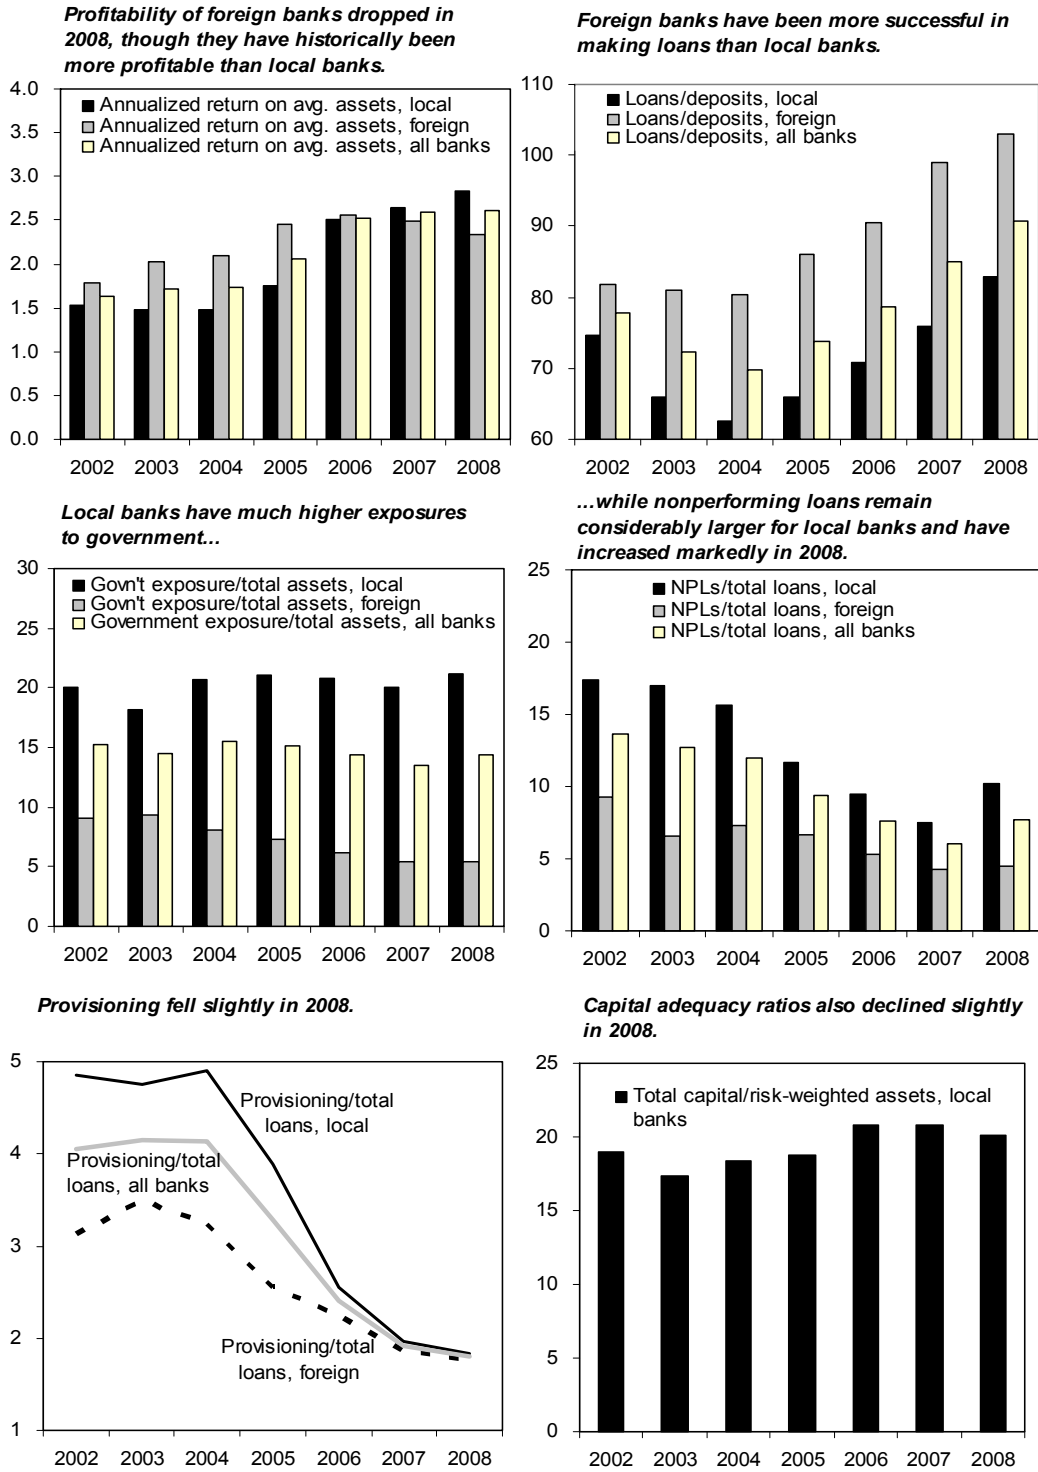 Profitability of foreign banks dropped in
2008, though they have historically been
more profitable than local banks.
4.0
3.5
3.0
2.5
2.0
1.5
1.0
0.5
0.0
Annualized return on avg. assets, local
Annualized return on avg. assets, foreign
Annualized return on avg. assets, all banks
2002 2003 2004 2005 2006 2007 2008
Foreign banks have been more successful in
making loans than local banks.
110
100
90
80
70
60
Loans/deposits, local
Loans/deposits, foreign
Loans/deposits, all banks
2002 2003 2004 2005 2006 2007 2008
Local banks have much higher exposures
to government...
30
25
20
15
10
5
0
Govn't exposure/total assets, local
Govn't exposure/total assets, foreign
Government exposure/total assets, all banks
2002 2003 2004 2005 2006 2007 2008
...while nonperforming loans remain
considerably larger for local banks and have
increased markedly in 2008.
25
20
15
10
5
0
NPLs/total loans, local
NPLs/total loans, foreign
NPLs/total loans, all banks
2002 2003 2004 2005 2006 2007 2008
Provisioning fell slightly in 2008.
5
4
3
2
1
Provisioning/total
loans, local
Provisioning/total
loans, all banks
Provisioning/total
loans, foreign
2002 2003 2004 2005 2006 2007 2008
Capital adequacy ratios also declined slightly
in 2008.
25
20
15
10
5
0
Total capital/risk-weighted assets, local
banks
2002 2003 2004 2005 2006 2007 2008